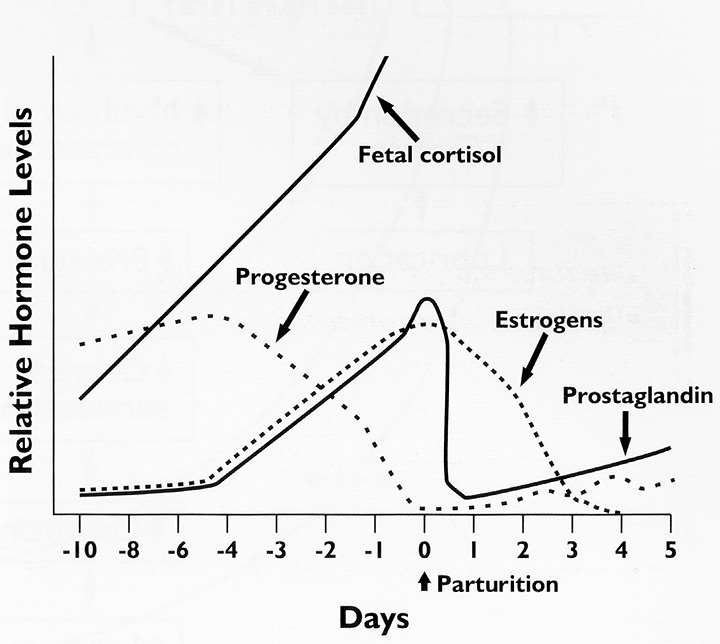 Relative Hormone Levels
Fetal cortisol
Progesterone
Estrogens
Prostaglandin
-10 -8 -6 -4 -3 -2 -1 0 1 2 3 4 5
Parturition
Days